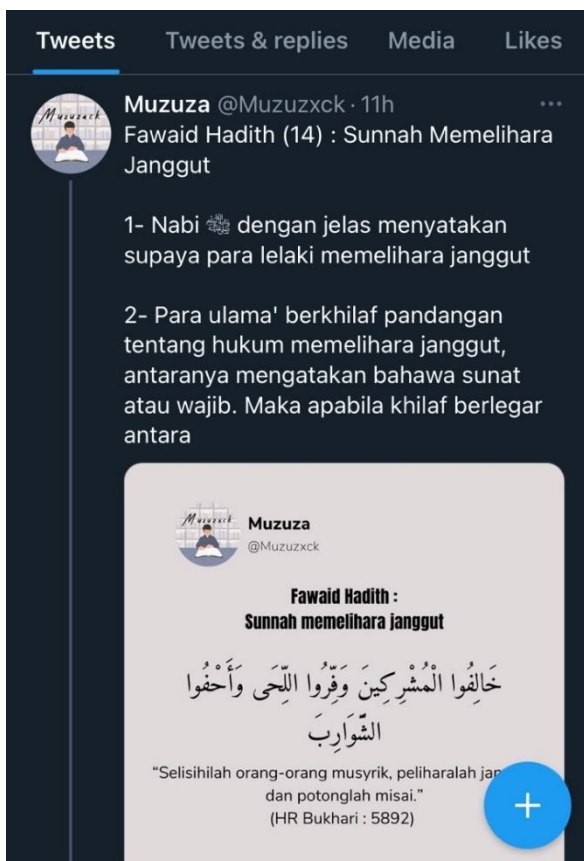 Tweets Tweets & replies Media Likes
Muzuza @Muzuzxck · 11h
Fawaid Hadith (14) : Sunnah Memelihara
Janggut
1- Nabi ﷺ dengan jelas menyatakan
supaya para lelaki memelihara janggut
2- Para ulama' berkhilaf pandangan
tentang hukum memelihara janggut,
antaranya mengatakan bahawa sunat
atau wajib. Maka apabila khilaf berlegar
antara
Muzuza
@Muzuzxck
Fawaid Hadith :
Sunnah memelihara janggut
خَالِفُوا الْمُشْرِكِينَ وَفِّرُوا اللِّحَى وَأَحْفُوا
الشَّوَارِبَ
“Selisihilah orang-orang musyrik, peliharalah
dan potonglah misai.”
(HR Bukhari : 5892)